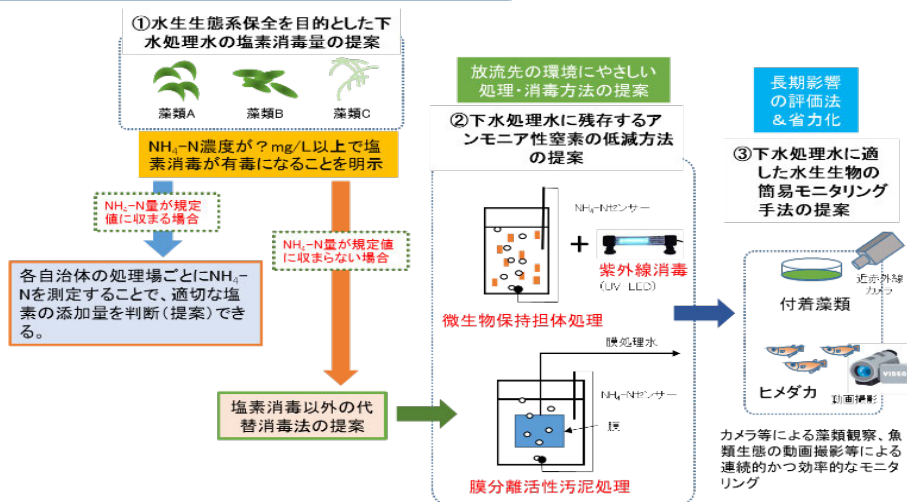 ①水生生態系保全を目的とした下
水処理水の塩素消毒量の提案
藻類A
藻類B
藻類C
NH₄-N濃度が?mg/L以上で塩
素消毒が有毒になることを明示
NH₄-N量が規定
値に収まる場合
NH₄-N量が規定値
に収まらない場合
各自治体の処理場ごとにNH₄-
Nを測定することで、適切な塩
素の添加量を判断(提案)でき
る。
塩素消毒以外の代
替消毒法の提案
放流先の環境にやさしい
処理・消毒方法の提案
②下水処理水に残存するア
ンモニア性窒素の低減方法
の提案
NH₄-Nセンサー
+
紫外線消毒
(UV-LED)
微生物保持担体処理
膜処理水
NH₄-Nセンサー
膜
膜分離活性汚泥処理
長期影響
の評価法
&省力化
③下水処理水に適
した水生生物の
簡易モニタリング
手法の提案
近赤外線
カメラ
付着藻類
ヒメダカ
VIDEO
動画撮影
カメラ等による藻類観察、魚
類生態の動画撮影等による
連続的かつ効率的なモニタ
リング